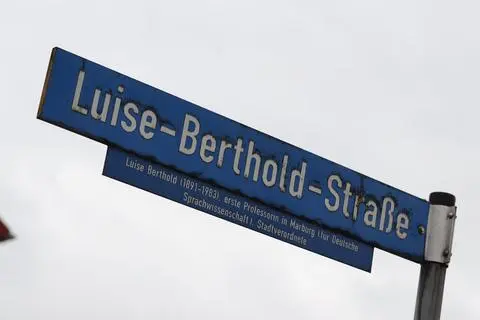 Luise-Berthold-Straße
Luise Berthold (1891-1983), erste Professorin in Marburg (für Deutsche
Sprachwissenschaft), Stadtverordnete